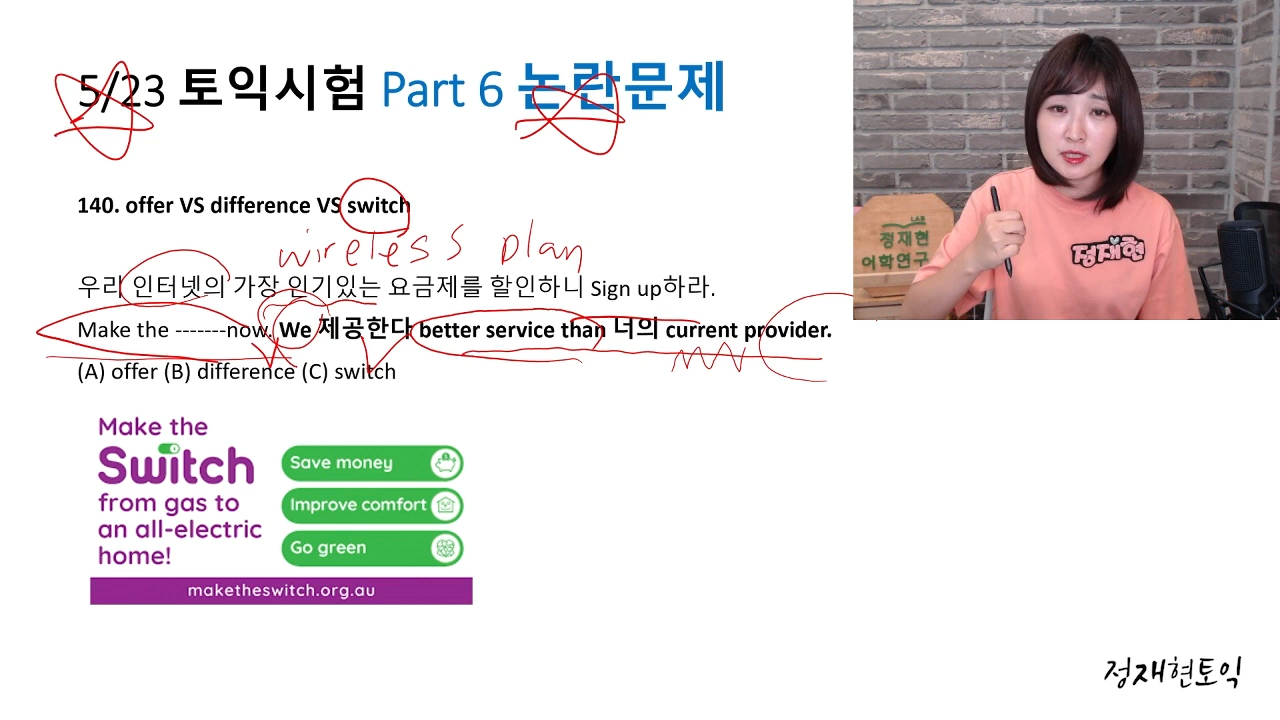 5/23 토익시험 Part 6 논란문제
140. offer VS difference VS switch
wireless plan
우리 인터넷의 가장 인기있는 요금제를 할인하니 Sign up하라.
Make the -------now. We 제공한다 better service than 너의 current provider.
(A) offer (B) difference (C) switch
Make the
Switch
from gas to
an all-electric
home!
Save money
Improve comfort
Go green
maketheswitch.org.au
LAB
정재현
어학연구
정재현
정재현토익